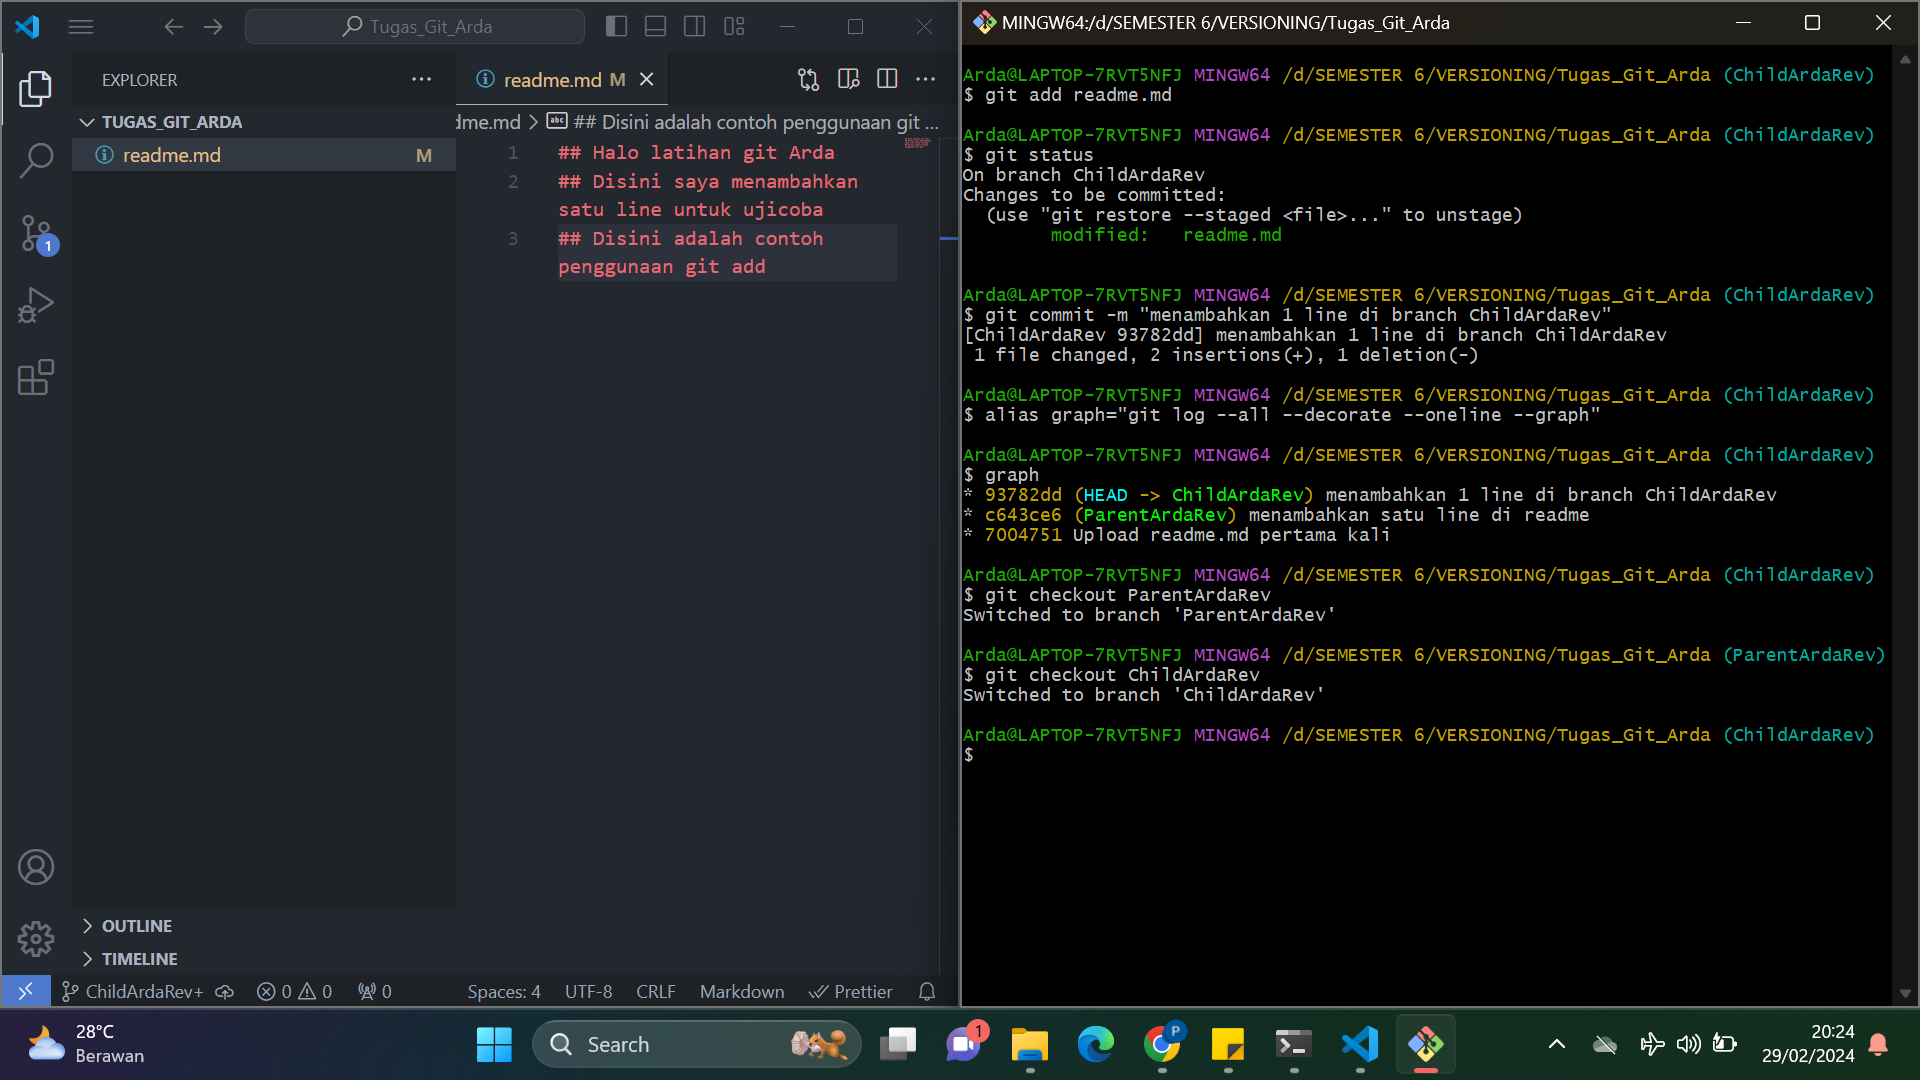 Tugas_Git_Arda
EXPLORER
TUGAS_GIT_ARDA
readme.md M
1
OUTLINE
TIMELINE
readme.md M
dme.md > ## Disini adalah contoh penggunaan git ...
1 ## Halo latihan git Arda
2 ## Disini saya menambahkan
satu line untuk ujicoba
3 ## Disini adalah contoh
penggunaan git add
ChildArdaRev+ 0 0 0 Spaces: 4 UTF-8 CRLF Markdown Prettier
MINGW64:/d/SEMESTER 6/VERSIONING/Tugas_Git_Arda
Arda@LAPTOP-7RVT5NFJ MINGW64 /d/SEMESTER 6/VERSIONING/Tugas_Git_Arda (ChildArdaRev)
$ git add readme.md
Arda@LAPTOP-7RVT5NFJ MINGW64 /d/SEMESTER 6/VERSIONING/Tugas_Git_Arda (ChildArdaRev)
$ git status
On branch ChildArdaRev
Changes to be committed:
(use "git restore --staged <file>..." to unstage)
modified: readme.md
Arda@LAPTOP-7RVT5NFJ MINGW64 /d/SEMESTER 6/VERSIONING/Tugas_Git_Arda (ChildArdaRev)
$ git commit -m "menambahkan 1 line di branch ChildArdaRev"
[ChildArdaRev 93782dd] menambahkan 1 line di branch ChildArdaRev
1 file changed, 2 insertions(+), 1 deletion(-)
Arda@LAPTOP-7RVT5NFJ MINGW64 /d/SEMESTER 6/VERSIONING/Tugas_Git_Arda (ChildArdaRev)
$ alias graph="git log --all --decorate --oneline --graph"
Arda@LAPTOP-7RVT5NFJ MINGW64 /d/SEMESTER 6/VERSIONING/Tugas_Git_Arda (ChildArdaRev)
$ graph
* 93782dd (HEAD -> ChildArdaRev) menambahkan 1 line di branch ChildArdaRev
* c643ce6 (ParentArdaRev) menambahkan satu line di readme
* 7004751 Upload readme.md pertama kali
Arda@LAPTOP-7RVT5NFJ MINGW64 /d/SEMESTER 6/VERSIONING/Tugas_Git_Arda (ChildArdaRev)
$ git checkout ParentArdaRev
Switched to branch 'ParentArdaRev'
Arda@LAPTOP-7RVT5NFJ MINGW64 /d/SEMESTER 6/VERSIONING/Tugas_Git_Arda (ParentArdaRev)
$ git checkout ChildArdaRev
Switched to branch 'ChildArdaRev'
Arda@LAPTOP-7RVT5NFJ MINGW64 /d/SEMESTER 6/VERSIONING/Tugas_Git_Arda (ChildArdaRev)
$
28°C
Berawan
Search
1
P
20:24
29/02/2024